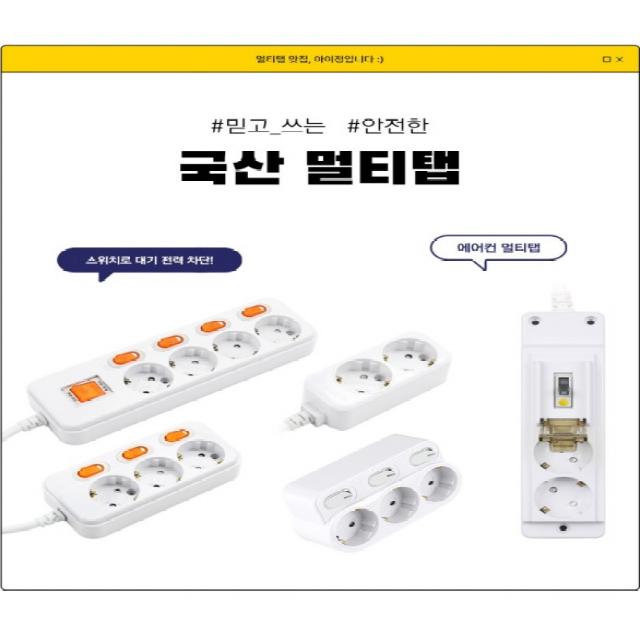 멀티탭 맛집, 아이정입니다 :)
#믿고_쓰는 #안전한
국산 멀티탭
스위치로 대기 전력 차단!
에어컨 멀티탭